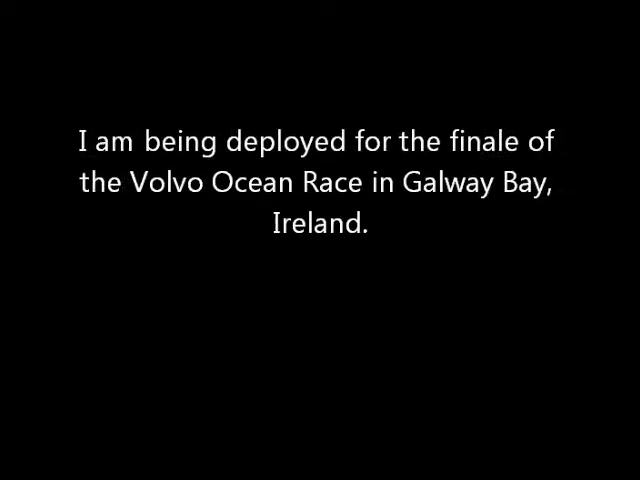 I am being deployed for the finale of
the Volvo Ocean Race in Galway Bay,
Ireland.